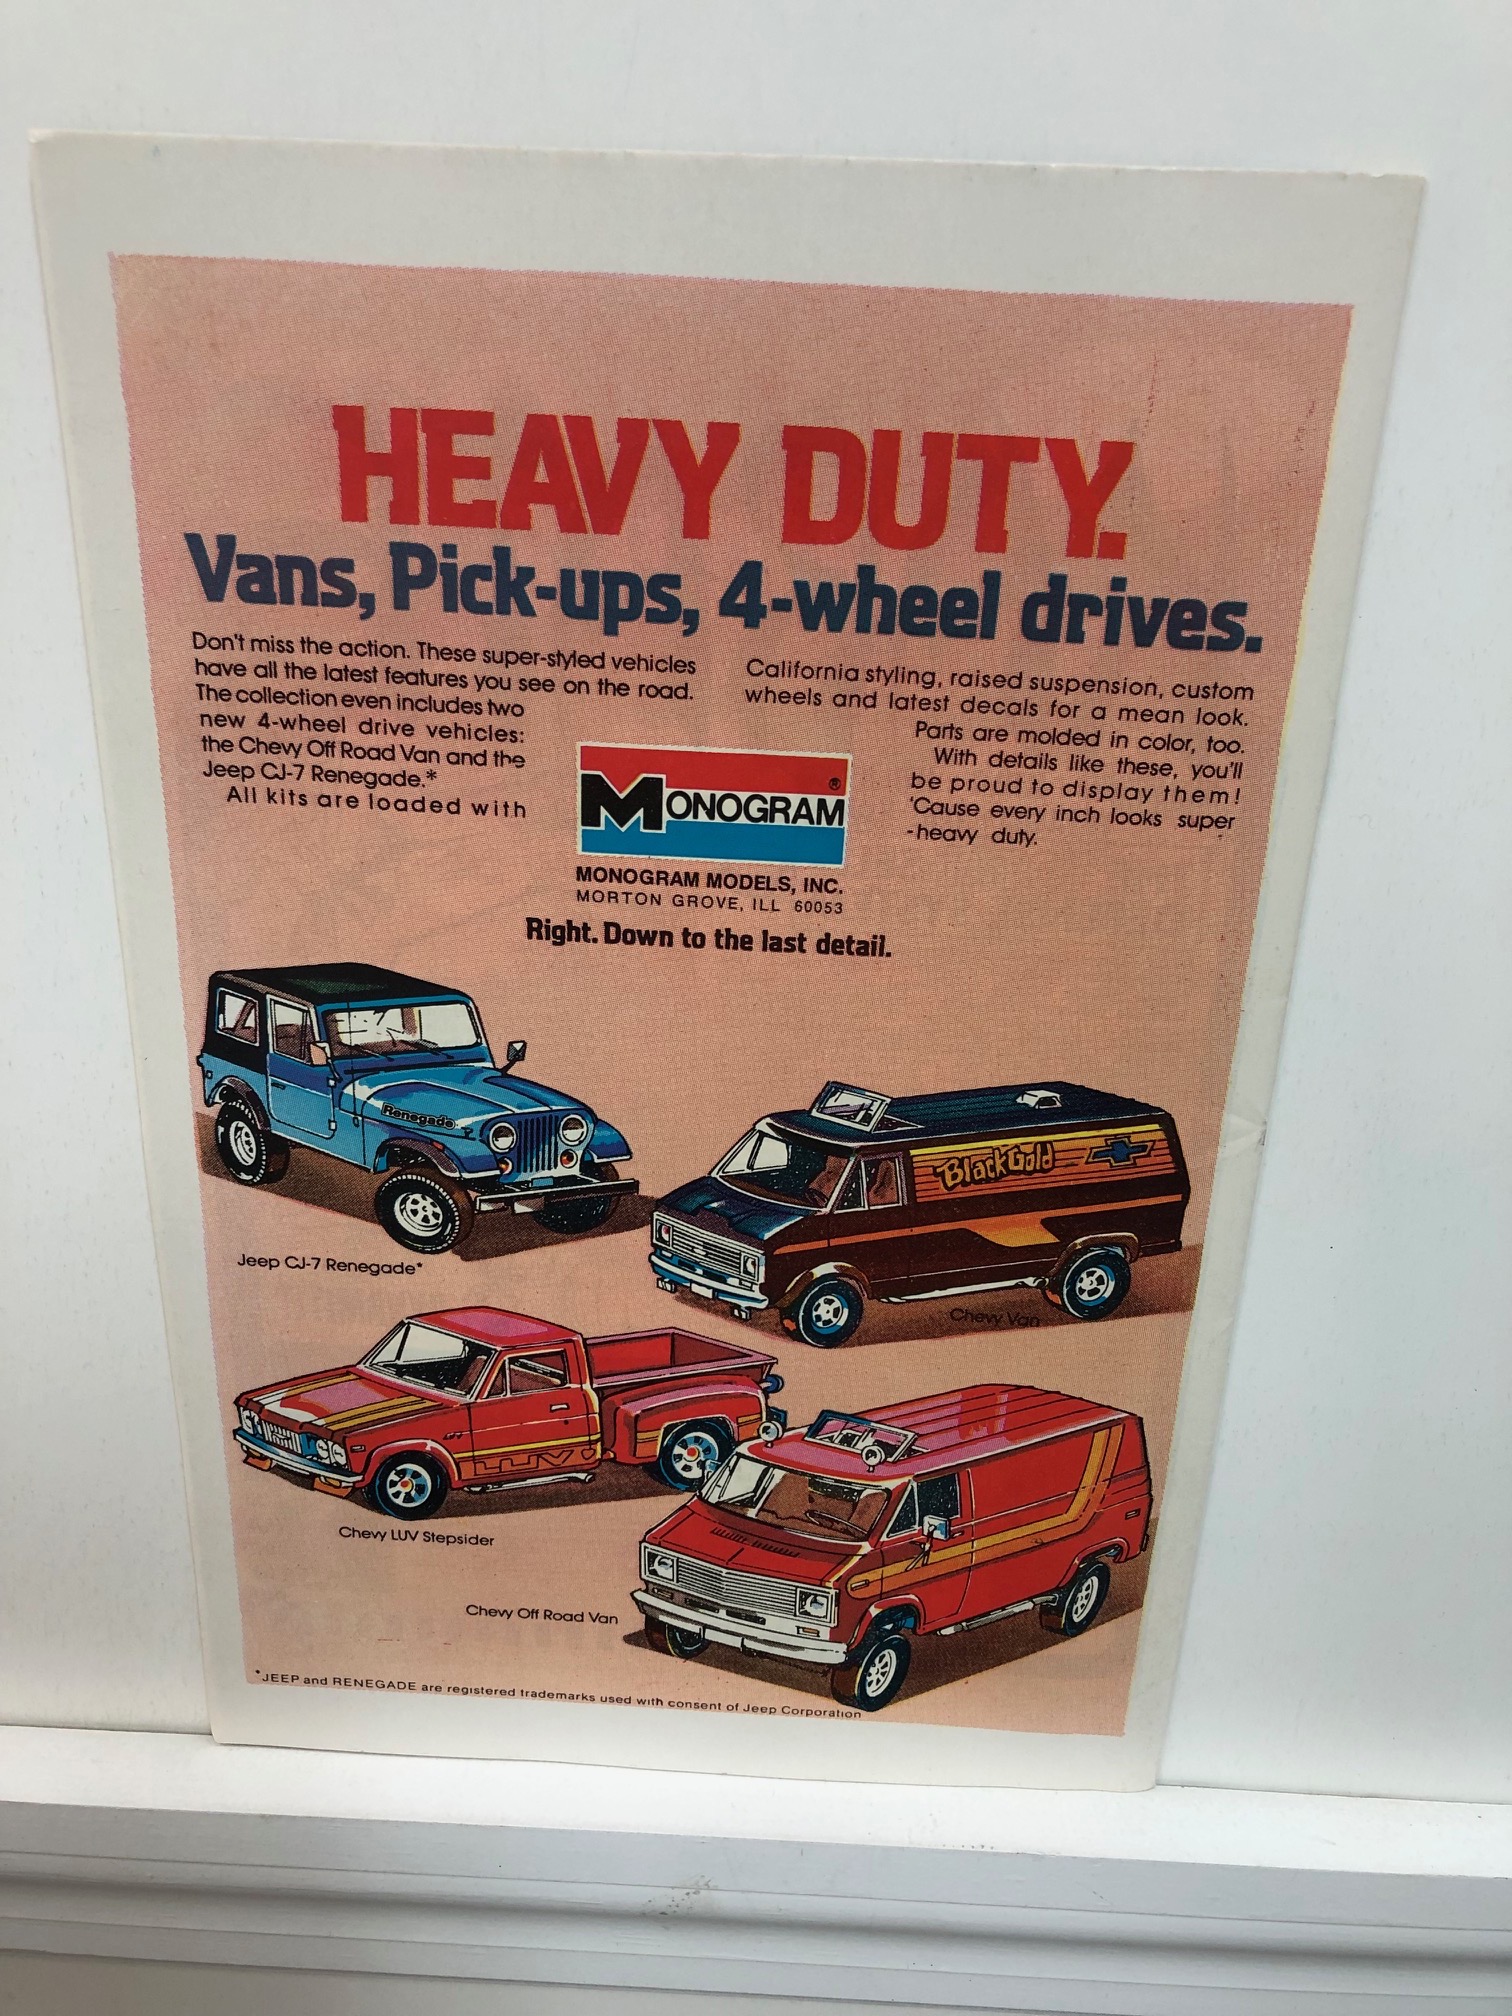 HEAVY DUTY.
Vans, Pick-ups, 4-wheel drives.
Don't miss the action. These super-styled vehicles
have all the latest features you see on the road.
The collection even includes two
new 4-wheel drive vehicles:
the Chevy Off Road Van and the
Jeep CJ-7 Renegade.*
All kits are loaded with
California styling, raised suspension, custom
wheels and latest decals for a mean look.
Parts are molded in color, too.
With details like these, you'll
be proud to display them!
'Cause every inch looks super
-heavy duty.
MONOGRAM ®
MONOGRAM MODELS, INC.
MORTON GROVE, ILL 60053
Right. Down to the last detail.
Renegade
Jeep CJ-7 Renegade*
Black Gold
Chevy Van
LUV
LUV
Chevy LUV Stepsider
Chevy Off Road Van
*JEEP and RENEGADE are registered trademarks used with consent of Jeep Corporation